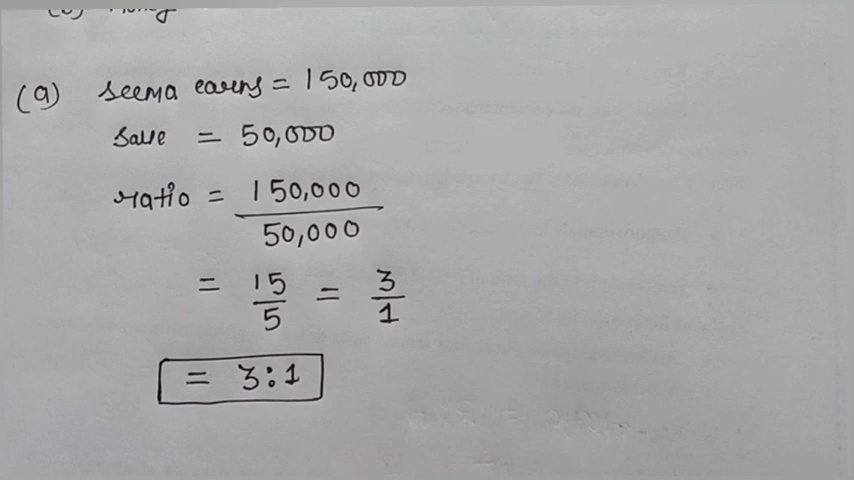 (a) Seema earns = 150,000
Save = 50,000
ratio = 150,000 / 50,000
= 15/5 = 3/1
= 3:1